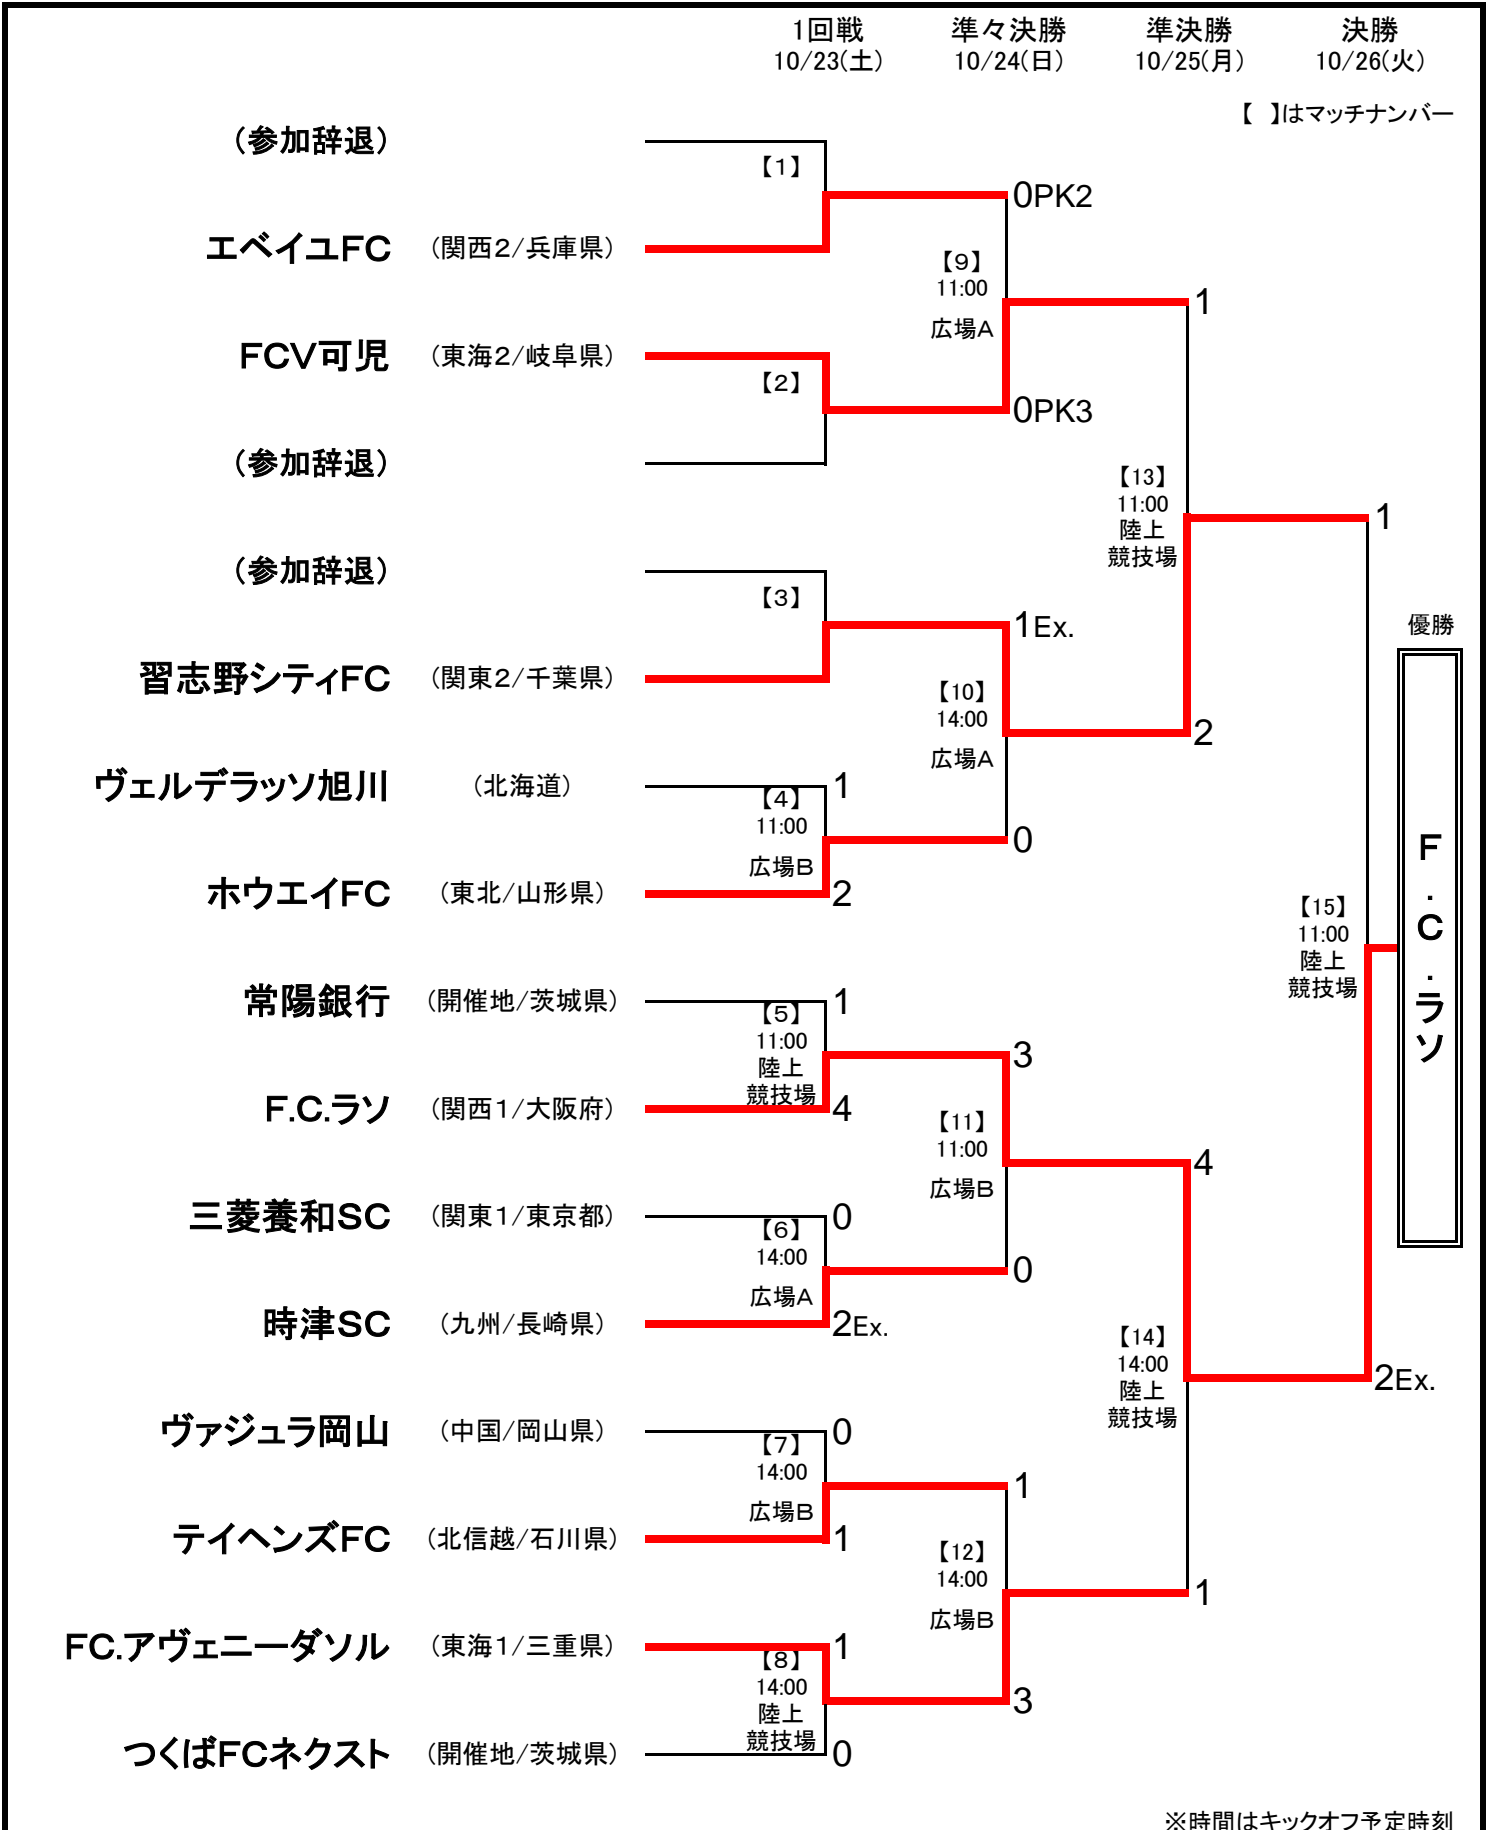 1回戦 準々決勝 準決勝 決勝
10/23(土) 10/24(日) 10/25(月) 10/26(火)
【 】はマッチナンバー
（参加辞退）
【1】
0PK2
エベイユFC （関西2/兵庫県）
【9】
11:00
広場A
1
FCV可児 （東海2/岐阜県）
【2】
0PK3
（参加辞退）
【13】
11:00
陸上
競技場
1
（参加辞退）
【3】
1Ex.
優勝
習志野シティFC （関東2/千葉県）
【10】
14:00
広場A
2
ヴェルデラッソ旭川 （北海道） 1
【4】
11:00
広場B
0
ホウエイFC （東北/山形県） 2
F.C.ラソ
【15】
11:00
陸上
競技場
常陽銀行 （開催地/茨城県） 1
【5】
11:00
陸上
競技場
3
F.C.ラソ （関西1/大阪府） 4
【11】
11:00
広場B
4
三菱養和SC （関東1/東京都） 0
【6】
14:00
広場A
0
時津SC （九州/長崎県） 2Ex.
【14】
14:00
陸上
競技場
2Ex.
ヴァジュラ岡山 （中国/岡山県） 0
【7】
14:00
広場B
1
テイヘンズFC （北信越/石川県） 1
【12】
14:00
広場B
1
FC.アヴェニーダソル （東海1/三重県） 1
【8】
14:00
陸上
競技場
3
つくばFCネクスト （開催地/茨城県） 0
※時間はキックオフ予定時刻